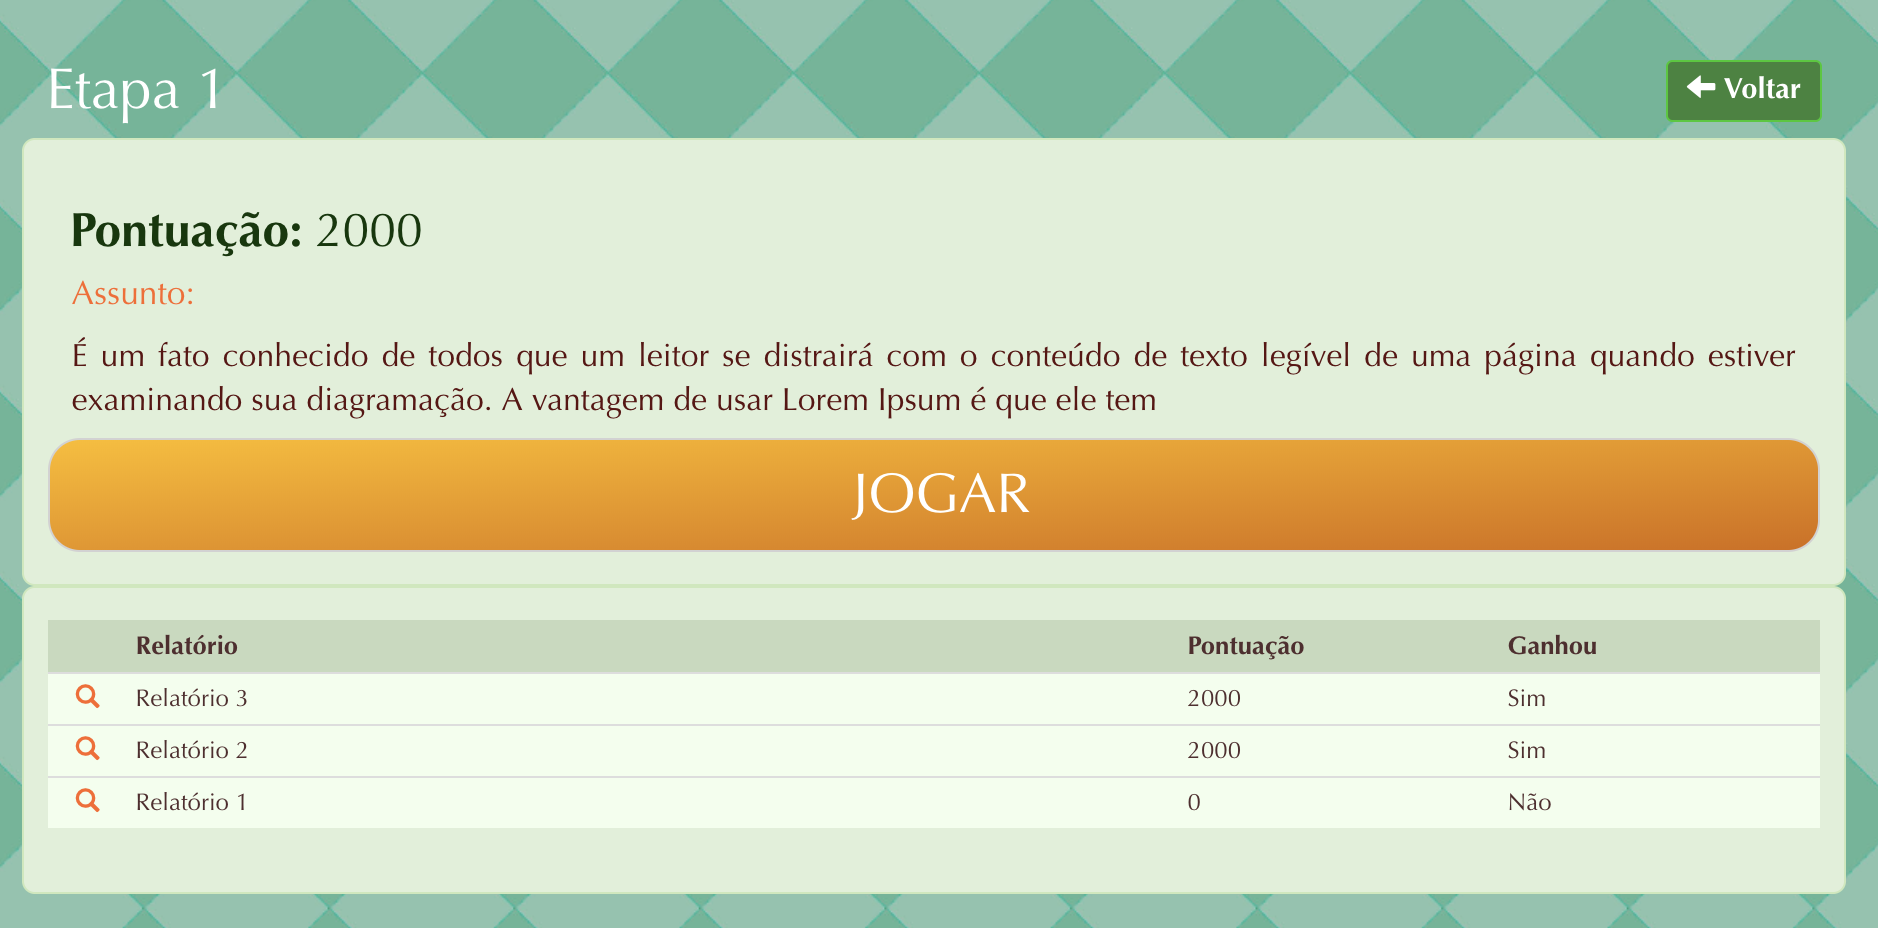 Etapa 1
Voltar
Pontuação: 2000
Assunto:
É um fato conhecido de todos que um leitor se distrairá com o conteúdo de texto legível de uma página quando estiver
examinando sua diagramação. A vantagem de usar Lorem Ipsum é que ele tem
JOGAR
Relatório Pontuação Ganhou
Relatório 3 2000 Sim
Relatório 2 2000 Sim
Relatório 1 0 Não